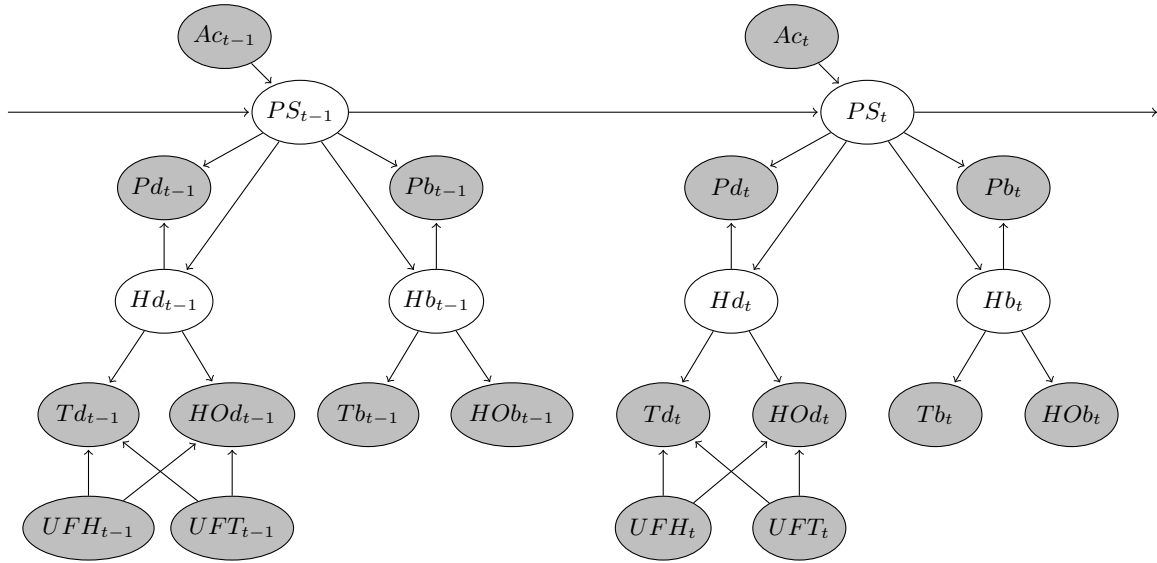 Ac_{t-1} Ac_t
PS_{t-1} PS_t
Pd_{t-1} Pb_{t-1} Pd_t Pb_t
Hd_{t-1} Hb_{t-1} Hd_t Hb_t
Td_{t-1} HOd_{t-1} Tb_{t-1} HOb_{t-1} Td_t HOd_t Tb_t HOb_t
UFH_{t-1} UFT_{t-1} UFH_t UFT_t